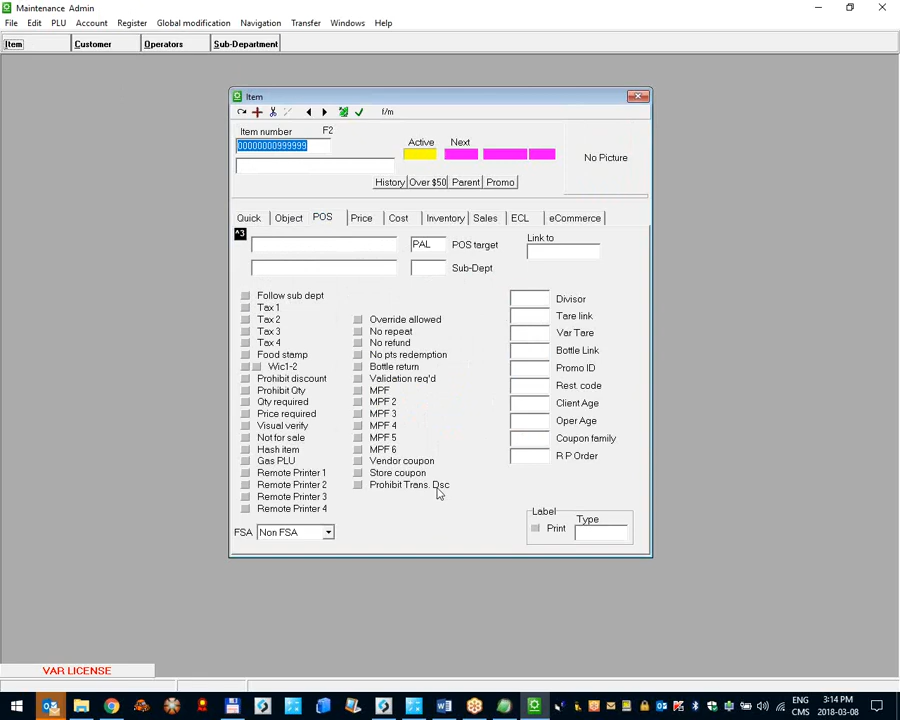 Maintenance Admin
File Edit PLU Account Register Global modification Navigation Transfer Windows Help
Item Customer Operators Sub-Department
Item
f/m
Item number F2
00000000999999
Active Next
No Picture
History Over $50 Parent Promo
Quick Object POS Price Cost Inventory Sales ECL eCommerce
^3
PAL POS target
Link to
Sub-Dept
Follow sub dept
Tax 1
Tax 2
Tax 3
Tax 4
Food stamp
Wic1-2
Prohibit discount
Prohibit Qty
Qty required
Price required
Visual verify
Not for sale
Hash item
Gas PLU
Remote Printer 1
Remote Printer 2
Remote Printer 3
Remote Printer 4
Override allowed
No repeat
No refund
No pts redemption
Bottle return
Validation req'd
MPF
MPF 2
MPF 3
MPF 4
MPF 5
MPF 6
Vendor coupon
Store coupon
Prohibit Trans. Dsc
Divisor
Tare link
Var Tare
Bottle Link
Promo ID
Rest. code
Client Age
Oper Age
Coupon family
R P Order
FSA Non FSA
Label
Print Type
VAR LICENSE
ENG
CMS
3:14 PM
2018-03-08